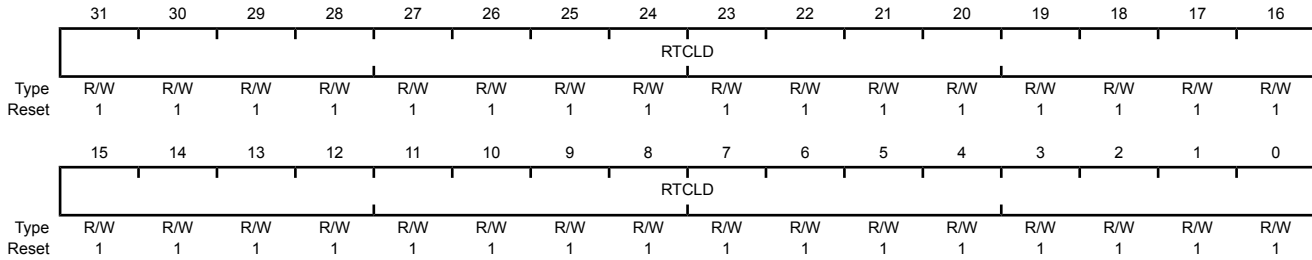 31 30 29 28 27 26 25 24 23 22 21 20 19 18 17 16
RTCLD
Type R/W R/W R/W R/W R/W R/W R/W R/W R/W R/W R/W R/W R/W R/W R/W R/W
Reset 1 1 1 1 1 1 1 1 1 1 1 1 1 1 1 1
15 14 13 12 11 10 9 8 7 6 5 4 3 2 1 0
RTCLD
Type R/W R/W R/W R/W R/W R/W R/W R/W R/W R/W R/W R/W R/W R/W R/W R/W
Reset 1 1 1 1 1 1 1 1 1 1 1 1 1 1 1 1